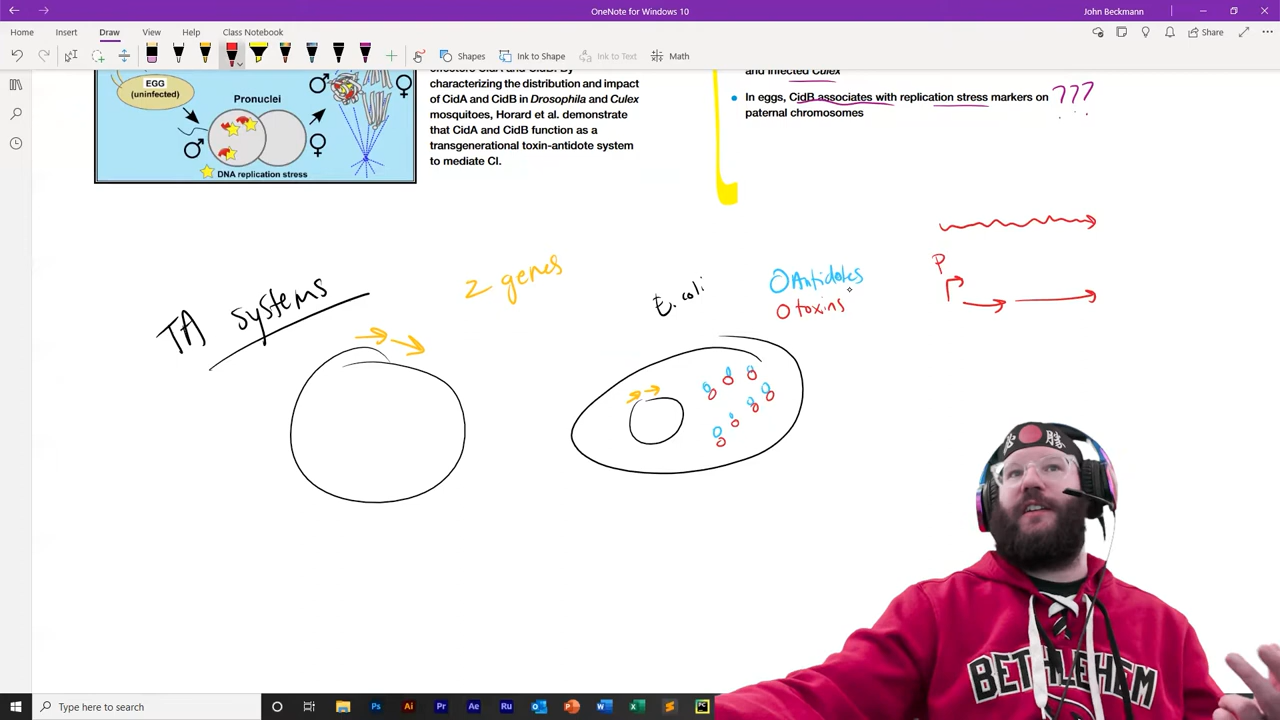 OneNote for Windows 10
John Beckmann
Home Insert Draw View Help Class Notebook
Share
Shapes
Ink to Shape
Ink to Text
Math
EGG
(uninfected)
Pronuclei
DNA replication stress
effectors CidA and CidB. By
characterizing the distribution and impact
of CidA and CidB in Drosophila and Culex
mosquitoes, Horard et al. demonstrate
that CidA and CidB function as a
transgenerational toxin-antidote system
to mediate CI.
and infected Culex
• In eggs, CidB associates with replication stress markers on
paternal chromosomes
???
TA systems
2 genes
E. coli
Antidotes
toxins
P
BETHLEHEM
Type here to search